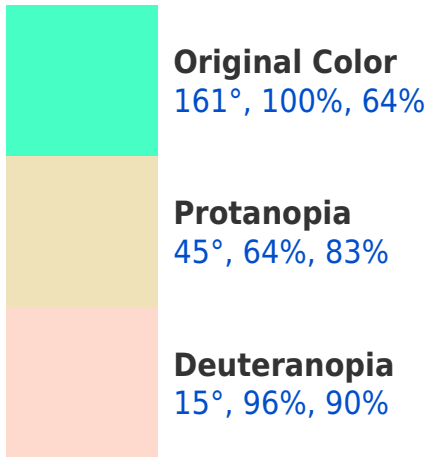 Original Color
161°, 100%, 64%
Protanopia
45°, 64%, 83%
Deuteranopia
15°, 96%, 90%